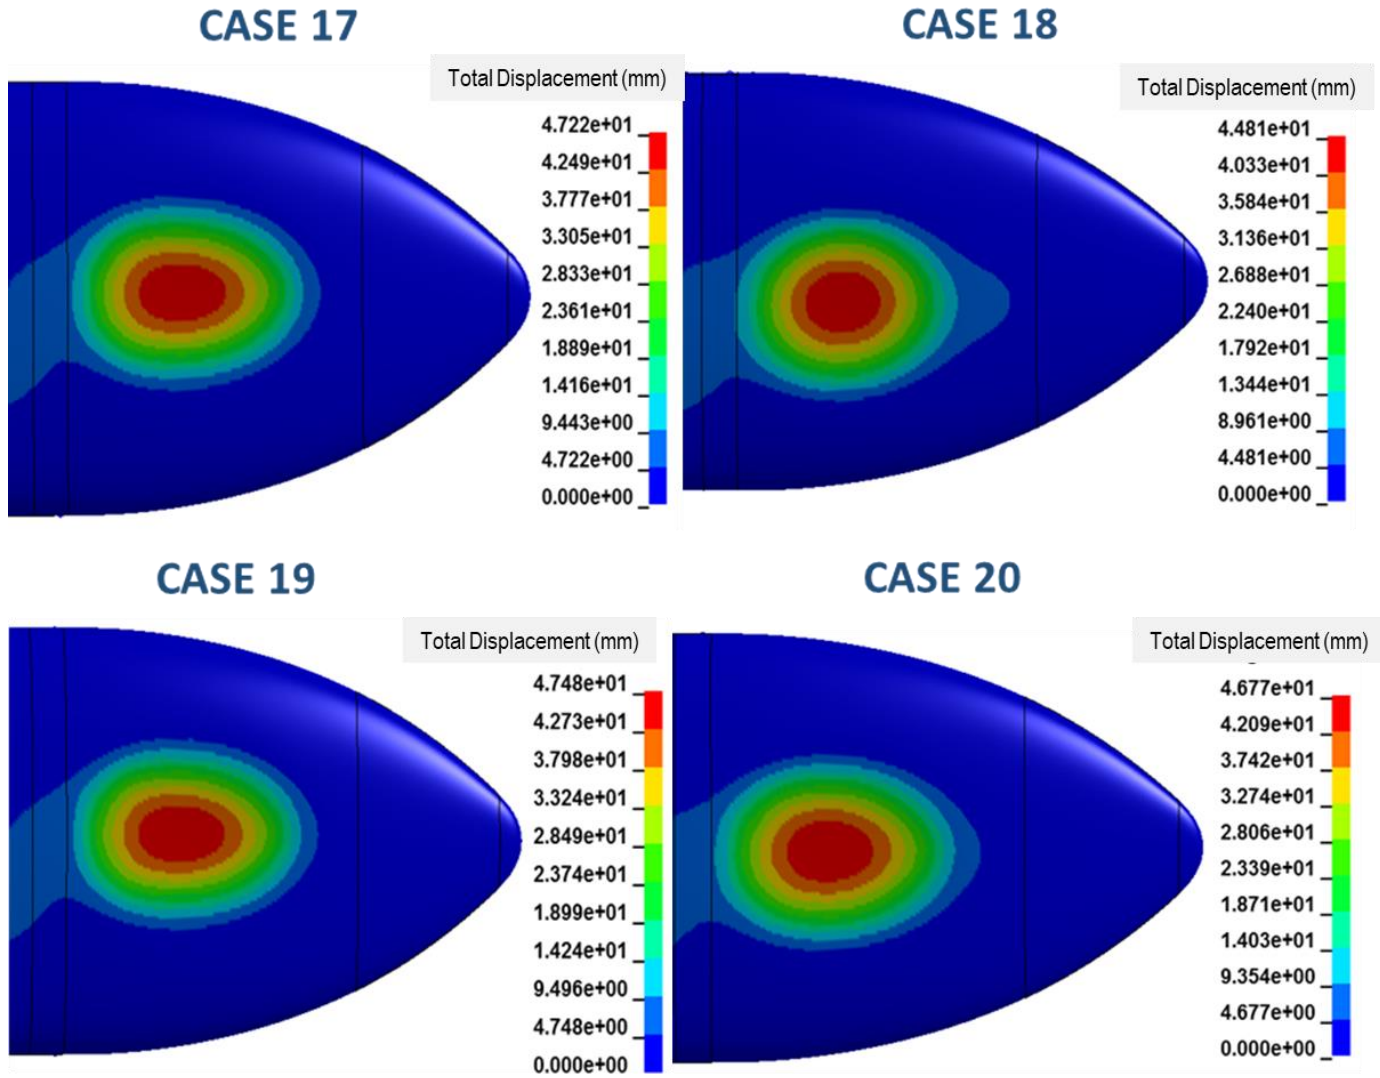 CASE 17
Total Displacement (mm)
4.722e+01
4.249e+01
3.777e+01
3.305e+01
2.833e+01
2.361e+01
1.889e+01
1.416e+01
9.443e+00
4.722e+00
0.000e+00
CASE 18
Total Displacement (mm)
4.481e+01
4.033e+01
3.584e+01
3.136e+01
2.688e+01
2.240e+01
1.792e+01
1.344e+01
8.961e+00
4.481e+00
0.000e+00
CASE 19
Total Displacement (mm)
4.748e+01
4.273e+01
3.798e+01
3.324e+01
2.849e+01
2.374e+01
1.899e+01
1.424e+01
9.496e+00
4.748e+00
0.000e+00
CASE 20
Total Displacement (mm)
4.677e+01
4.209e+01
3.742e+01
3.274e+01
2.806e+01
2.339e+01
1.871e+01
1.403e+01
9.354e+00
4.677e+00
0.000e+00